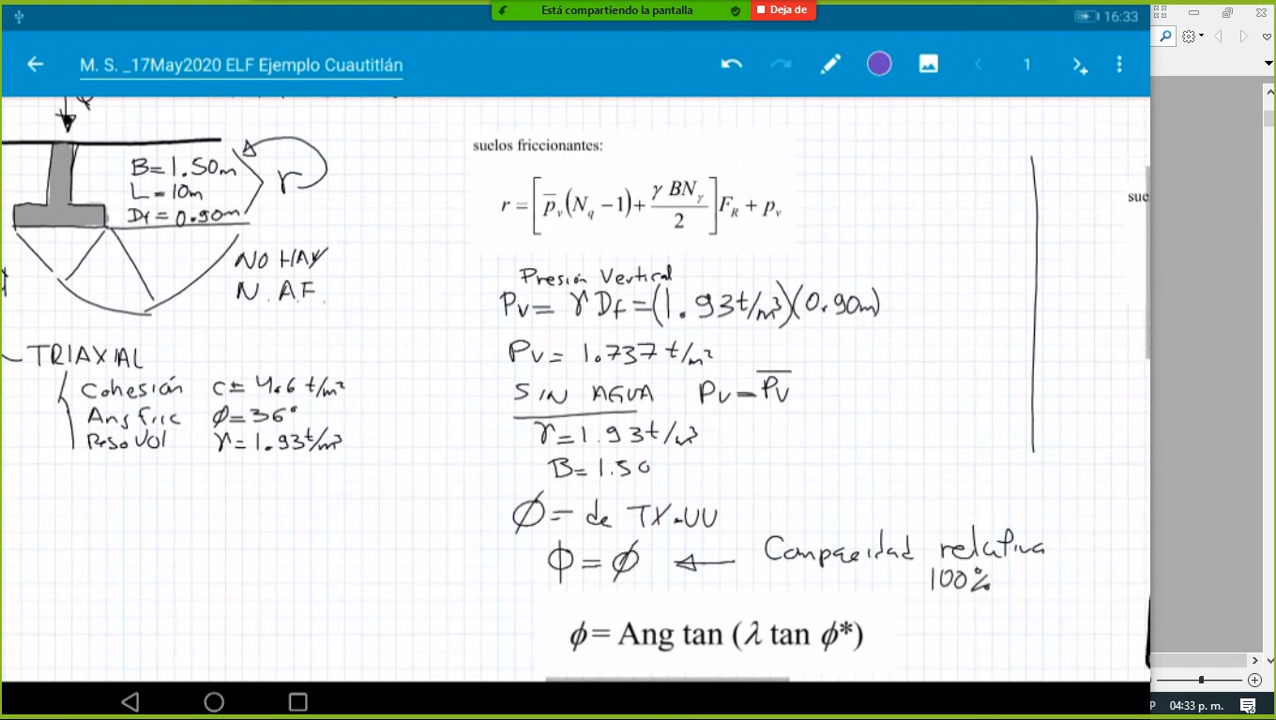 Está compartiendo la pantalla
Deja de
16:33
M. S. _17May2020 ELF Ejemplo Cuautitlán
1
B=1.50m
L=10m
Df=0.90m
r
NO HAY
N.A.F.
TRIAXIAL
Cohesión c= 4.6 t/m²
Ang fric φ=36°
Peso Vol γ=1.93t/m³
suelos friccionantes:
r = [p̅v(Nq −1)+ γ BNγ / 2] FR + pv
Presión Vertical
Pv= γ Df =(1.93t/m³)(0.90m)
Pv= 1.737 t/m²
SIN AGUA Pv=P̅v
γ=1.93t/m³
B=1.50
Ø= de TX-UU
ϕ=Ø ← Compacidad relativa
100%
ϕ= Ang tan (λ tan ϕ*)
sue
04:33 p. m.